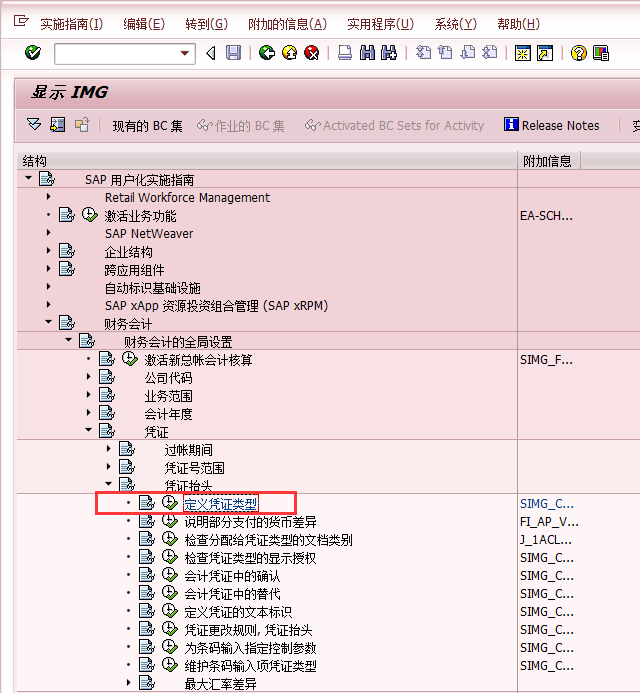 实施指南(I) 编辑(E) 转到(G) 附加的信息(A) 实用程序(U) 系统(Y) 帮助(H)
显示 IMG
现有的 BC 集 作业的 BC 集 Activated BC Sets for Activity Release Notes 变
结构 附加信息
SAP 用户化实施指南
Retail Workforce Management
激活业务功能 EA-SCH...
SAP NetWeaver
企业结构
跨应用组件
自动标识基础设施
SAP xApp 资源投资组合管理 (SAP xRPM)
财务会计
财务会计的全局设置
激活新总帐会计核算 SIMG_F...
公司代码
业务范围
会计年度
凭证
过帐期间
凭证号范围
凭证抬头
定义凭证类型 SIMG_C...
说明部分支付的货币差异 FI_AP_V...
检查分配给凭证类型的文档类别 J_1ACL...
检查凭证类型的显示授权 SIMG_C...
会计凭证中的确认 SIMG_C...
会计凭证中的替代 SIMG_C...
定义凭证的文本标识 SIMG_C...
凭证更改规则, 凭证抬头 SIMG_C...
为条码输入指定控制参数 SIMG_C...
维护条码输入项凭证类型 SIMG_C...
最大汇率差异